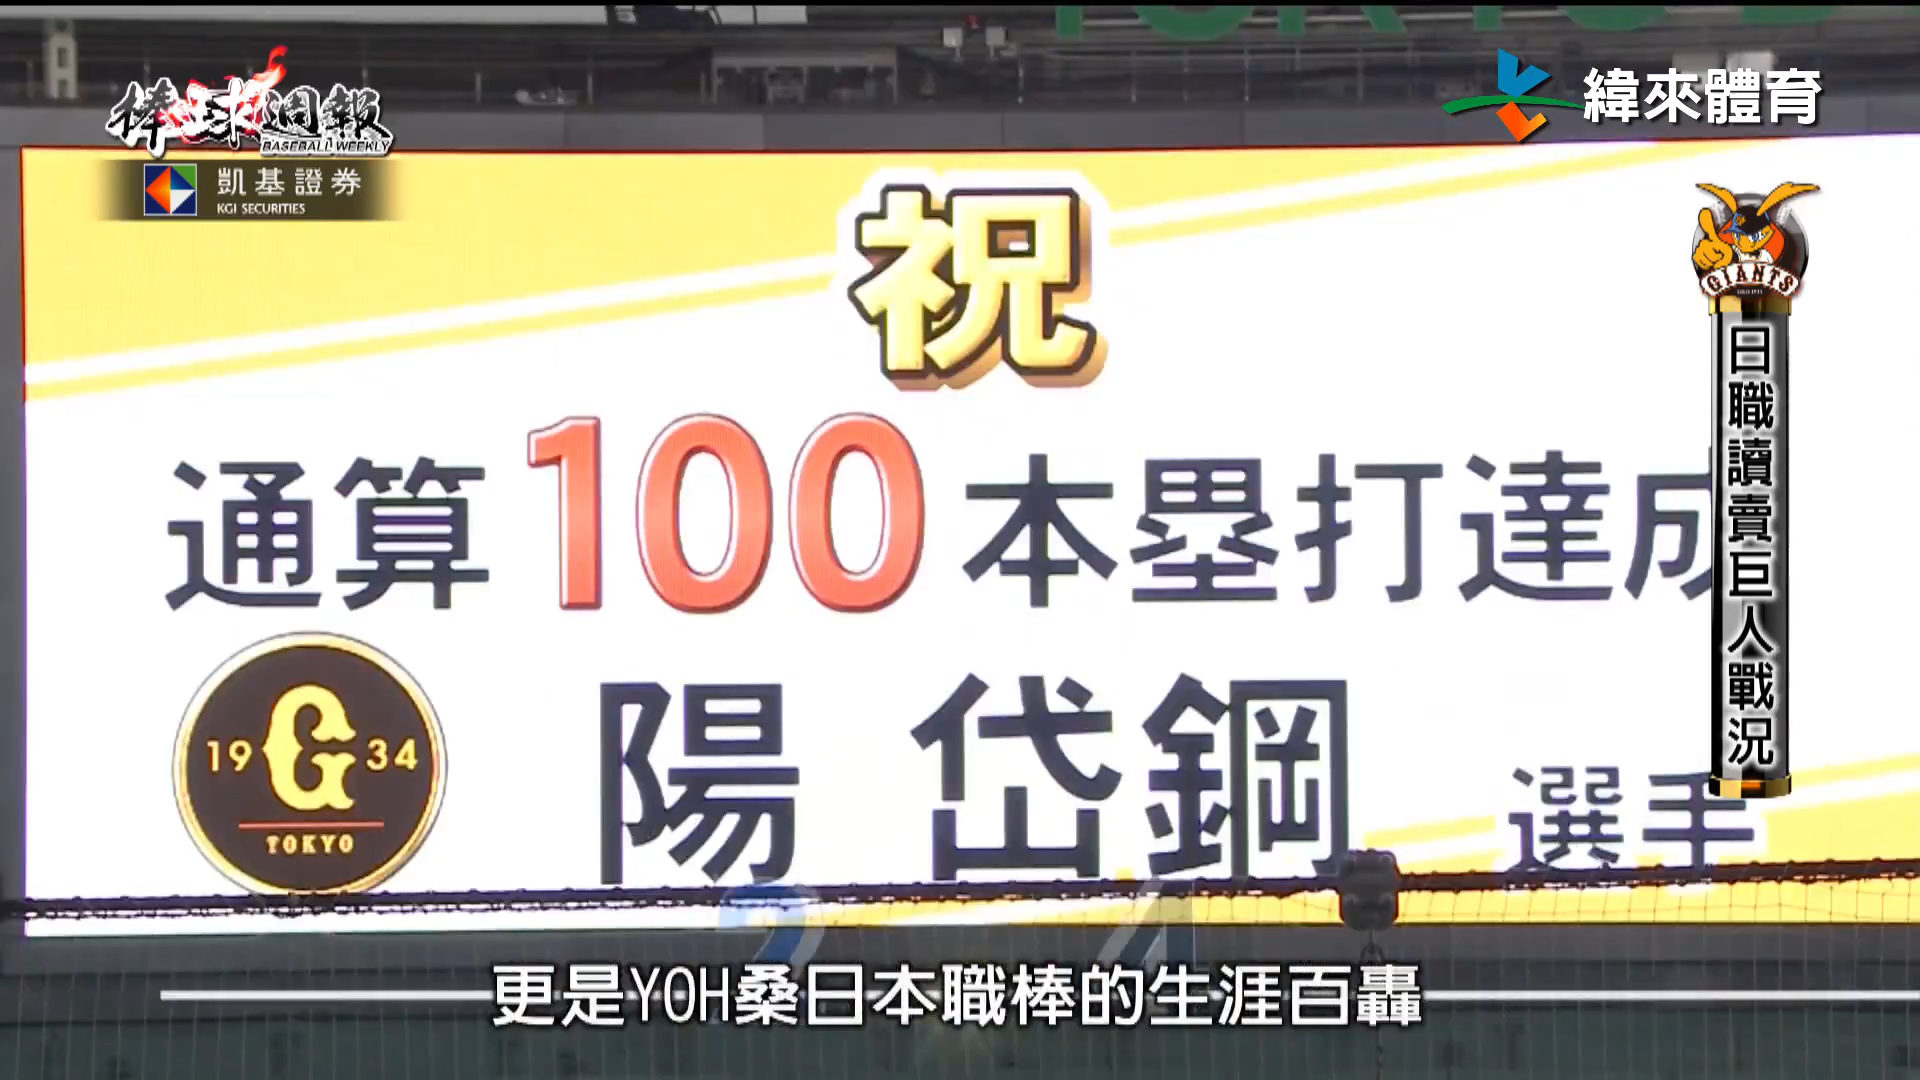 TOKYO D
棒球週報
BASEBALL WEEKLY
凱基證券
KGI SECURITIES
緯來體育
GIANTS
日職讀賣巨人戰況
祝
通算100本塁打達成
19 G 34
TOKYO
陽 岱鋼 選手
更是YOH桑日本職棒的生涯百轟